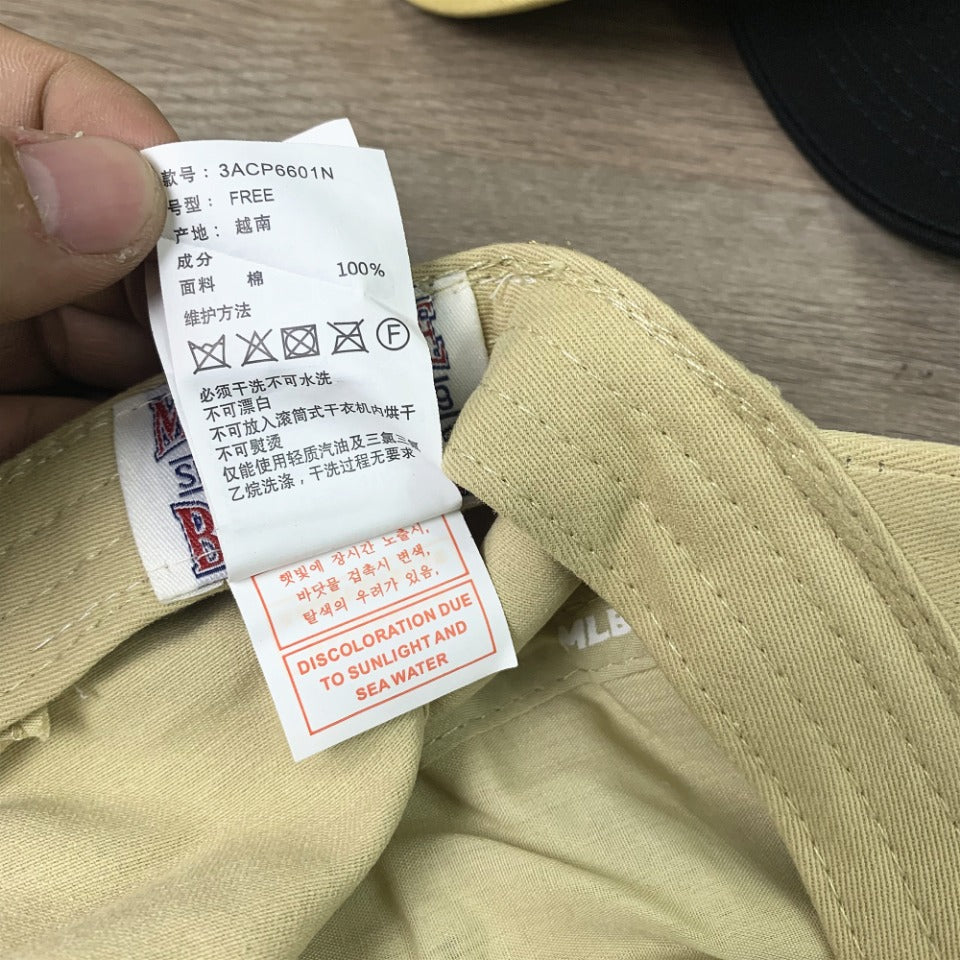 款号: 3ACP6601N
号型: FREE
产地: 越南
成分
面料 棉 100%
维护方法
F
必须干洗不可水洗
不可漂白
不可放入滚筒式干衣机内烘干
不可熨烫
仅能使用轻质汽油及三氯三氟
乙烷洗涤，干洗过程无要求
햇빛에 장시간 노출시,
바닷물 접촉시 변색,
탈색의 우려가 있음.
DISCOLORATION DUE
TO SUNLIGHT AND
SEA WATER
MLB